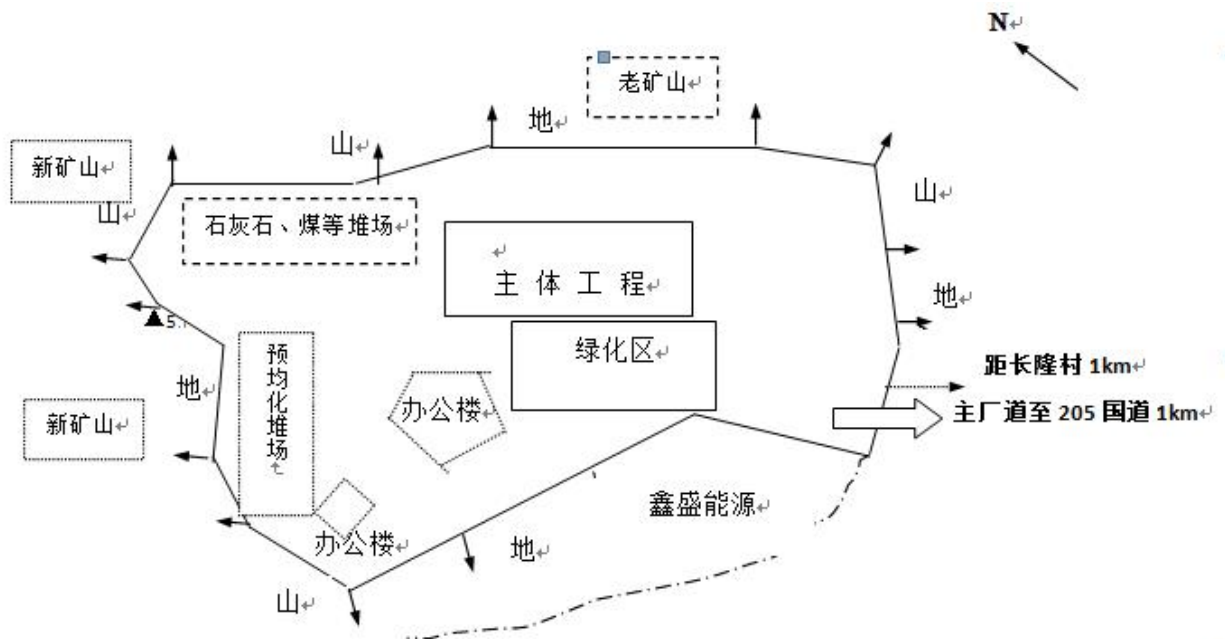 N
老矿山
地
山
新矿山
山
石灰石、煤等堆场
山
主 体 工 程
地
5
预均化堆场
绿化区
地
办公楼
距长隆村 1km
主厂道至 205 国道 1km
新矿山
鑫盛能源
办公楼
地
山